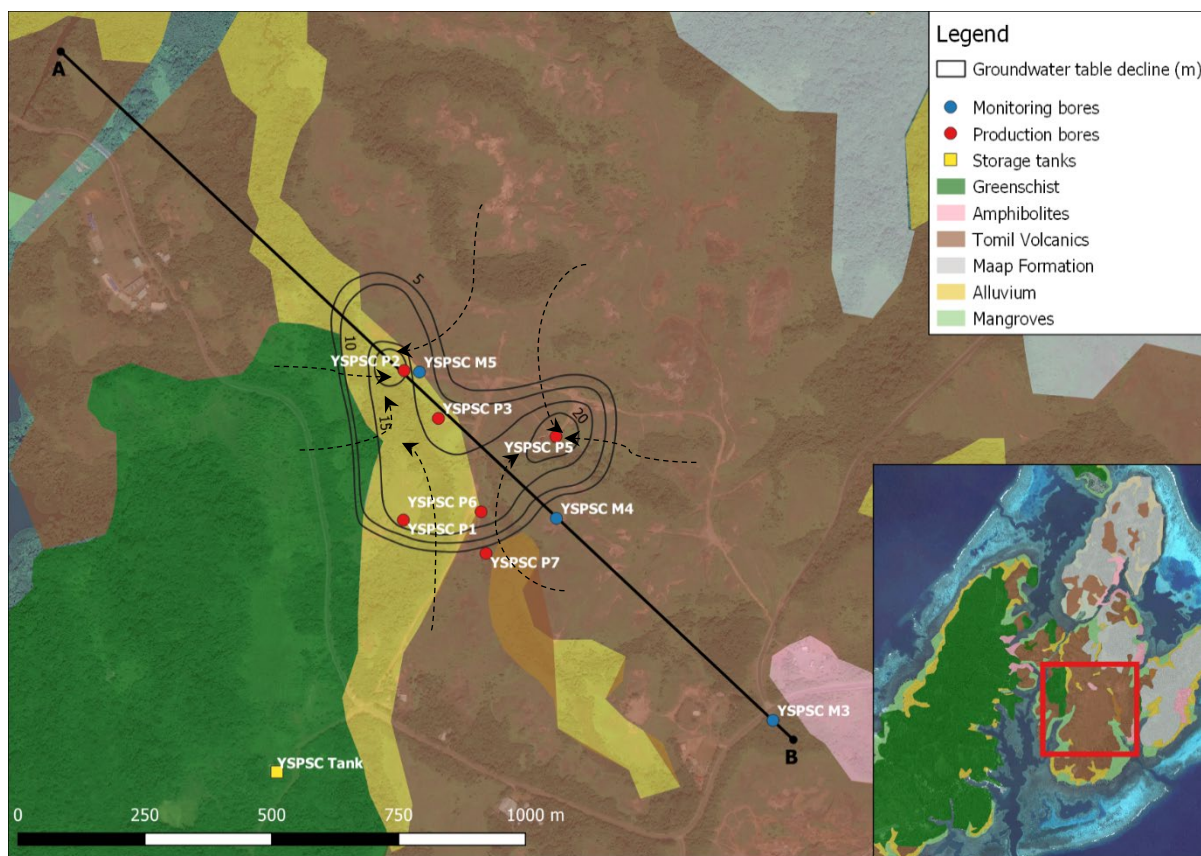 A
Legend
Groundwater table decline (m)
Monitoring bores
Production bores
Storage tanks
Greenschist
Amphibolites
Tomil Volcanics
Maap Formation
Alluvium
Mangroves
5
10
YSPSC P2
YSPSC M5
YSPSC P3
15
20
YSPSC P5
YSPSC P6
YSPSC P1
YSPSC M4
YSPSC P7
YSPSC M3
B
YSPSC Tank
0 250 500 750 1000 m